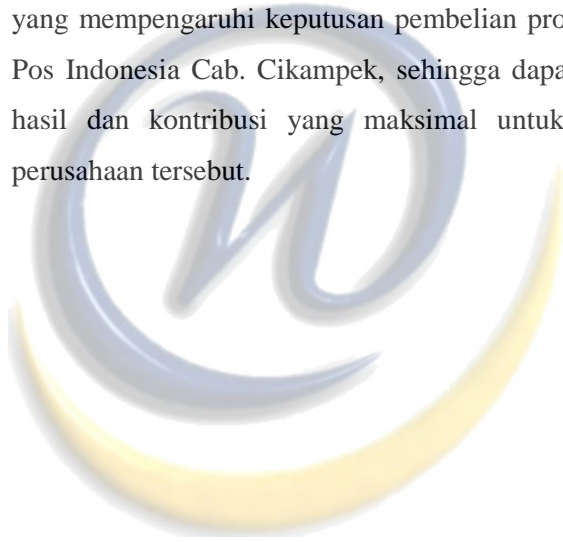 yang mempengaruhi keputusan pembelian pro
Pos Indonesia Cab. Cikampek, sehingga dapa
hasil dan kontribusi yang maksimal untuk
perusahaan tersebut.